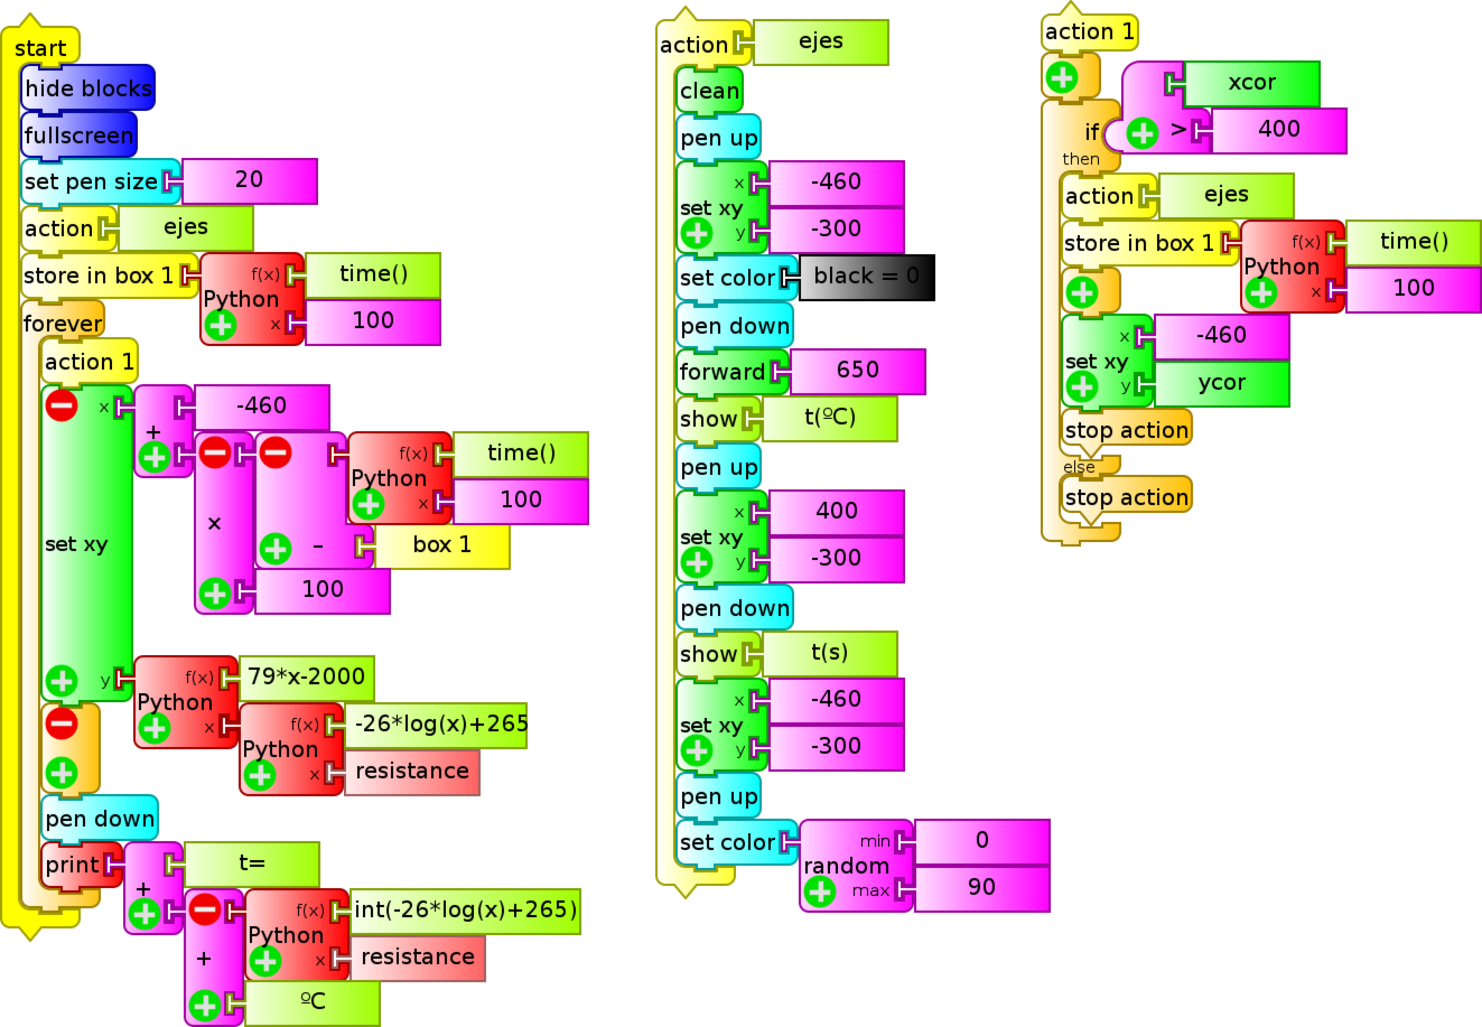 start
hide blocks
fullscreen
set pen size 20
action ejes
store in box 1
Python f(x) time()
x 100
forever
action 1
set xy
x
+ -460
×
-
Python f(x) time()
x 100
box 1
100
y
Python f(x) 79*x-2000
x
Python f(x) -26*log(x)+265
x resistance
pen down
print
+ t=
+
Python f(x) int(-26*log(x)+265)
x resistance
ºC
action ejes
clean
pen up
set xy
x -460
y -300
set color black = 0
pen down
forward 650
show t(ºC)
pen up
set xy
x 400
y -300
pen down
show t(s)
set xy
x -460
y -300
pen up
set color
random
min 0
max 90
action 1
if
xcor
> 400
then
action ejes
store in box 1
Python f(x) time()
x 100
set xy
x -460
y ycor
stop action
else
stop action